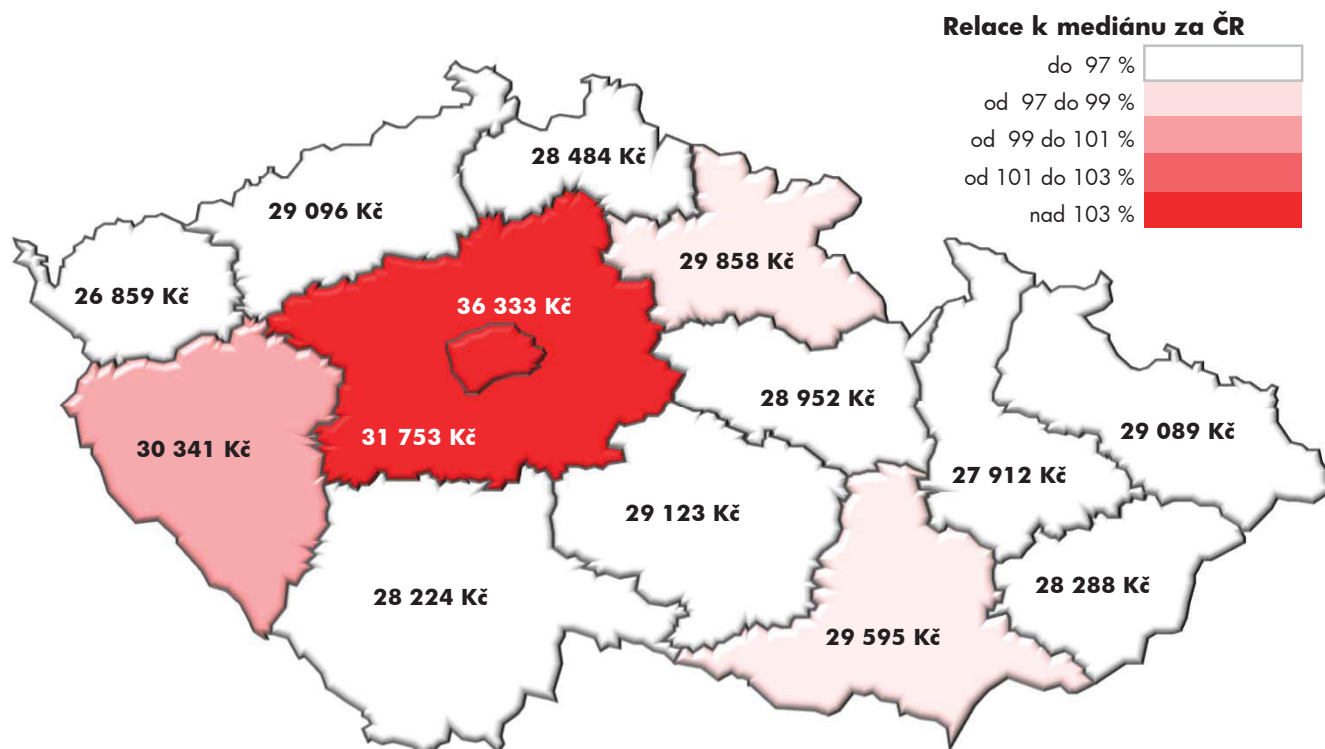 Relace k mediánu za ČR
do 97 %
od 97 do 99 %
od 99 do 101 %
od 101 do 103 %
nad 103 %
28 484 Kč
29 096 Kč
29 858 Kč
26 859 Kč
36 333 Kč
28 952 Kč
31 753 Kč
30 341 Kč
29 089 Kč
27 912 Kč
29 123 Kč
28 224 Kč
28 288 Kč
29 595 Kč